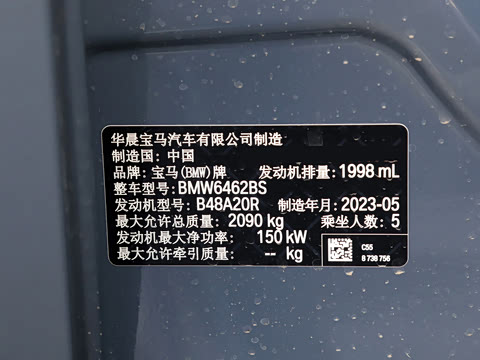 华晨宝马汽车有限公司制造
制造国: 中国
品牌: 宝马(BMW)牌 发动机排量: 1998 mL
整车型号: BMW6462BS
发动机型号: B48A20R 制造年月: 2023-05
最大允许总质量: 2090 kg 乘坐人数: 5
发动机最大净功率: 150 kW
最大允许牵引质量: -- kg
C55
8 738 756